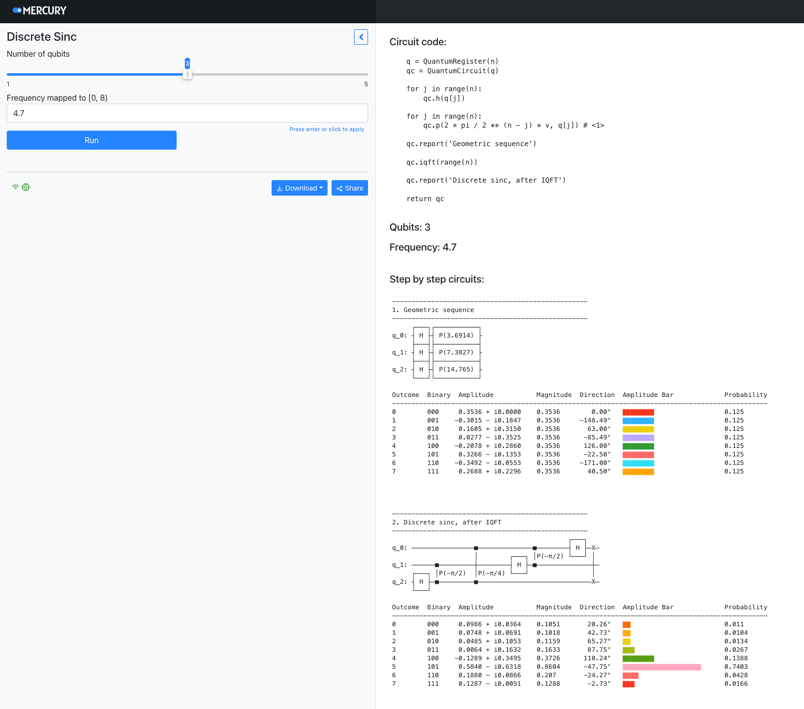 MERCURY
Discrete Sinc
Number of qubits
3
1 5
Frequency mapped to [0, 8)
4.7
Press enter or click to apply
Run
Download Share
Circuit code:
q = QuantumRegister(n)
qc = QuantumCircuit(q)
for j in range(n):
qc.h(q[j])
for j in range(n):
qc.p(2 * pi / 2 ** (n − j) * v, q[j]) # <1>
qc.report('Geometric sequence')
qc.iqft(range(n))
qc.report('Discrete sinc, after IQFT')
return qc
Qubits: 3
Frequency: 4.7
Step by step circuits:
1. Geometric sequence
q_0: H P(3.6914)
q_1: H P(7.3827)
q_2: H P(14.765)
Outcome Binary Amplitude Magnitude Direction Amplitude Bar Probability
0 000 0.3536 + i0.0000 0.3536 0.00° 0.125
1 001 −0.3015 − i0.1847 0.3536 −148.49° 0.125
2 010 0.1605 + i0.3150 0.3536 63.00° 0.125
3 011 0.0277 − i0.3525 0.3536 −85.49° 0.125
4 100 −0.2078 + i0.2860 0.3536 126.00° 0.125
5 101 0.3266 − i0.1353 0.3536 −22.50° 0.125
6 110 −0.3492 − i0.0553 0.3536 −171.00° 0.125
7 111 0.2688 + i0.2296 0.3536 40.50° 0.125
2. Discrete sinc, after IQFT
q_0: H X
P(−π/2)
q_1: H
P(−π/2) P(−π/4)
q_2: H X
Outcome Binary Amplitude Magnitude Direction Amplitude Bar Probability
0 000 0.0986 + i0.0364 0.1051 20.26° 0.011
1 001 0.0748 + i0.0691 0.1018 42.73° 0.0104
2 010 0.0485 + i0.1053 0.1159 65.27° 0.0134
3 011 0.0064 + i0.1632 0.1633 87.75° 0.0267
4 100 −0.1289 + i0.3495 0.3726 110.24° 0.1388
5 101 0.5840 − i0.6318 0.8604 −47.75° 0.7403
6 110 0.1880 − i0.0866 0.207 −24.27° 0.0428
7 111 0.1287 − i0.0051 0.1288 −2.73° 0.0166